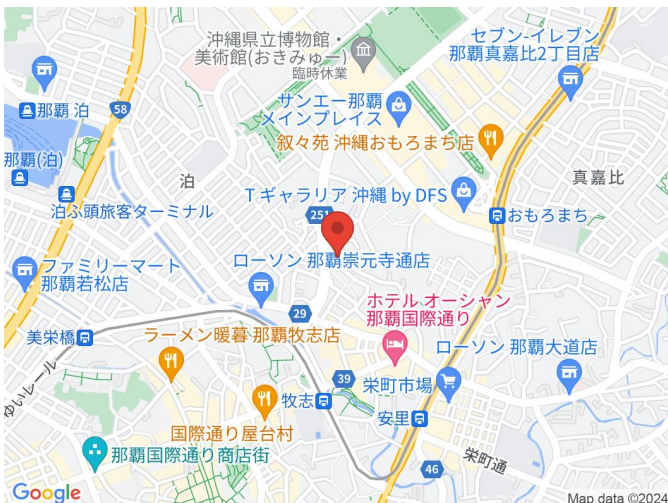 沖縄県立博物館・
美術館(おきみゅー)
臨時休業
セブン-イレブン
那覇真嘉比2丁目店
那覇 泊
58
サンエー那覇
メインプレイス
叙々苑 沖縄おもろまち店
那覇(泊)
泊
真嘉比
T ギャラリア 沖縄 by DFS
泊ふ頭旅客ターミナル
251
おもろまち
ファミリーマート
那覇若松店
ローソン 那覇崇元寺通店
29
ホテル オーシャン
那覇国際通り
美栄橋
ラーメン暖暮 那覇牧志店
ローソン 那覇大道店
ゆいレール
39
栄町市場
牧志
安里
国際通り屋台村
那覇国際通り商店街
栄町通
46
Google
Map data ©2024